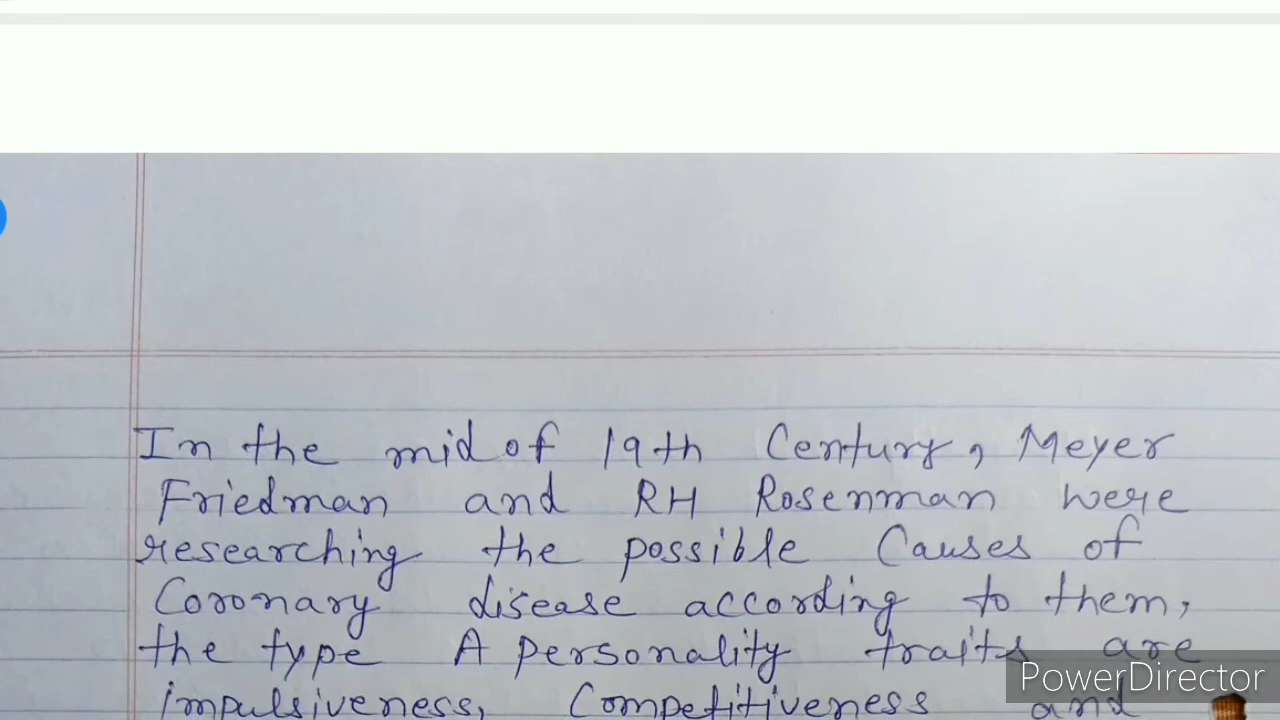 In the mid of 19th Century, Meyer
Friedman and RH Rosenman were
researching the possible Causes of
Coronary disease according to them,
the type A personality traits are
impulsiveness, Competitiveness and
PowerDirector